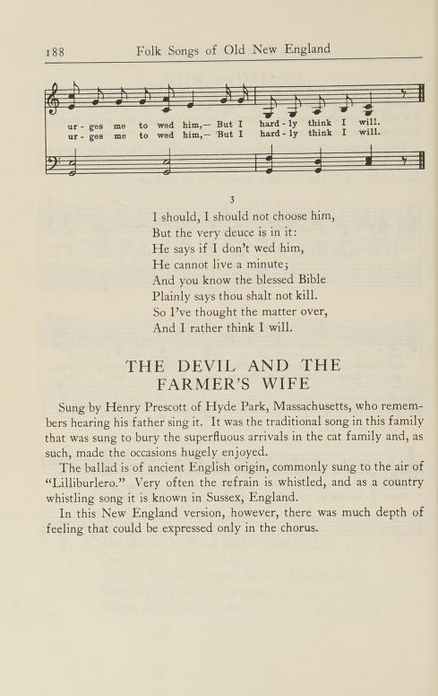 188 Folk Songs of Old New England
ur - ges me to wed him,— But I hard - ly think I will.
ur - ges me to wed him,— But I hard - ly think I will.
3
I should, I should not choose him,
But the very deuce is in it:
He says if I don't wed him,
He cannot live a minute;
And you know the blessed Bible
Plainly says thou shalt not kill.
So I've thought the matter over,
And I rather think I will.
THE DEVIL AND THE
FARMER'S WIFE
Sung by Henry Prescott of Hyde Park, Massachusetts, who remem-
bers hearing his father sing it. It was the traditional song in this family
that was sung to bury the superfluous arrivals in the cat family and, as
such, made the occasions hugely enjoyed.
The ballad is of ancient English origin, commonly sung to the air of
"Lilliburlero." Very often the refrain is whistled, and as a country
whistling song it is known in Sussex, England.
In this New England version, however, there was much depth of
feeling that could be expressed only in the chorus.